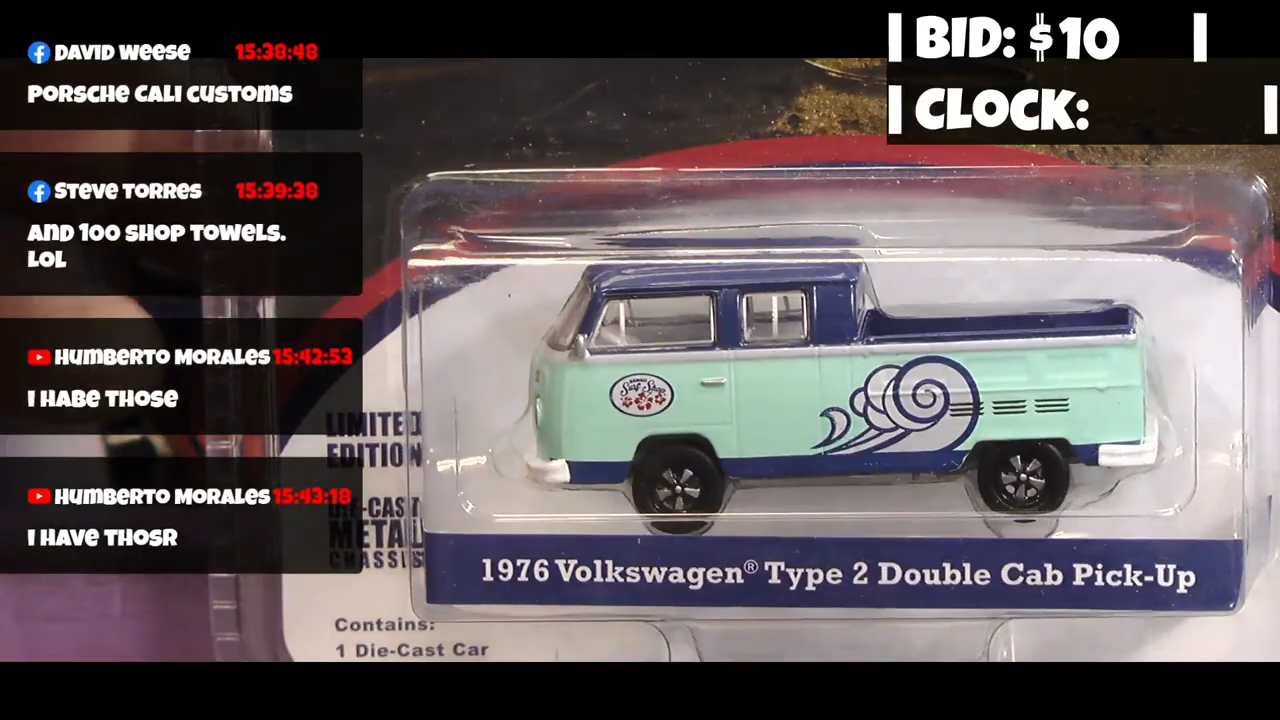 DAVID WEESE 15:38:48
PORSCHE CALI CUSTOMS
STEVE TORRES 15:39:38
AND 100 SHOP TOWELS.
LOL
HUMBERTO MORALES 15:42:53
I HABE THOSE
HUMBERTO MORALES 15:43:18
I HAVE THOSR
| BID: $10 |
| CLOCK: |
Surf Shop
LIMITED
EDITION
DIE-CAST
METAL
CHASSIS
1976 Volkswagen® Type 2 Double Cab Pick-Up
Contains:
1 Die-Cast Car